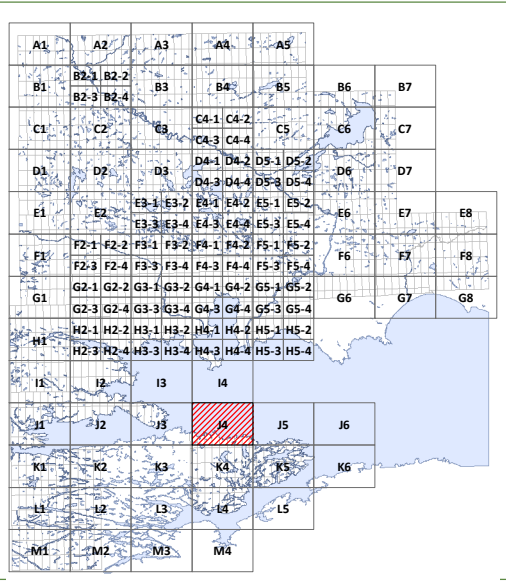 A1 A2 A3 A4 A5
B1 B2-1 B2-2 B3 B4 B5 B6 B7
B2-3 B2-4
C1 C2 C3 C4-1 C4-2 C5 C6 C7
C4-3 C4-4
D1 D2 D3 D4-1 D4-2 D5-1 D5-2 D6 D7
D4-3 D4-4 D5-3 D5-4
E1 E2 E3-1 E3-2 E4-1 E4-2 E5-1 E5-2 E6 E7 E8
E3-3 E3-4 E4-3 E4-4 E5-3 E5-4
F1 F2-1 F2-2 F3-1 F3-2 F4-1 F4-2 F5-1 F5-2 F6 F7 F8
F2-3 F2-4 F3-3 F3-4 F4-3 F4-4 F5-3 F5-4
G1 G2-1 G2-2 G3-1 G3-2 G4-1 G4-2 G5-1 G5-2 G6 G7 G8
G2-3 G2-4 G3-3 G3-4 G4-3 G4-4 G5-3 G5-4
H1 H2-1 H2-2 H3-1 H3-2 H4-1 H4-2 H5-1 H5-2
H2-3 H2-4 H3-3 H3-4 H4-3 H4-4 H5-3 H5-4
I1 I2 I3 I4
J1 J2 J3 J4 J5 J6
K1 K2 K3 K4 K5 K6
L1 L2 L3 L4 L5
M1 M2 M3 M4